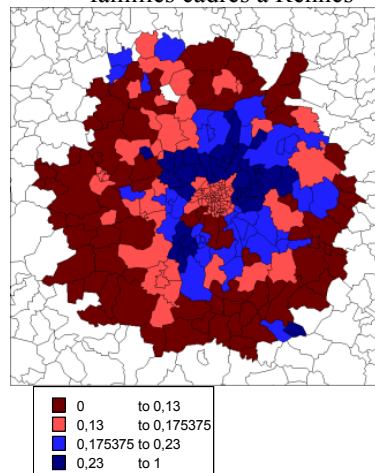 familles cadres à Rennes
0 to 0,13
0,13 to 0,175375
0,175375 to 0,23
0,23 to 1